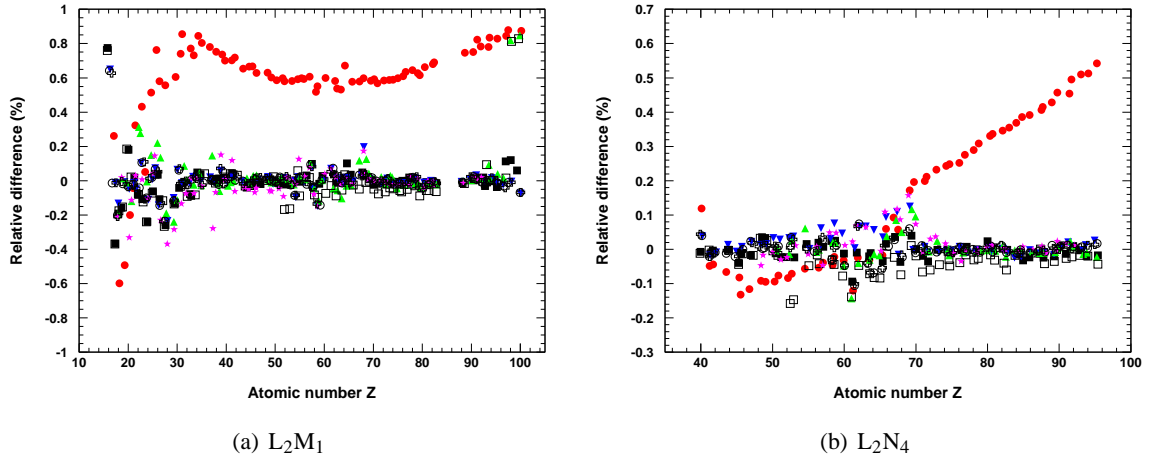 1
0.8
0.6
0.4
0.2
0
-0.2
-0.4
-0.6
-0.8
-1
Relative difference (%)
10 20 30 40 50 60 70 80 90 100
Atomic number Z
(a) L₂M₁
0.7
0.6
0.5
0.4
0.3
0.2
0.1
0
-0.1
-0.2
-0.3
Relative difference (%)
40 50 60 70 80 90 100
Atomic number Z
(b) L₂N₄